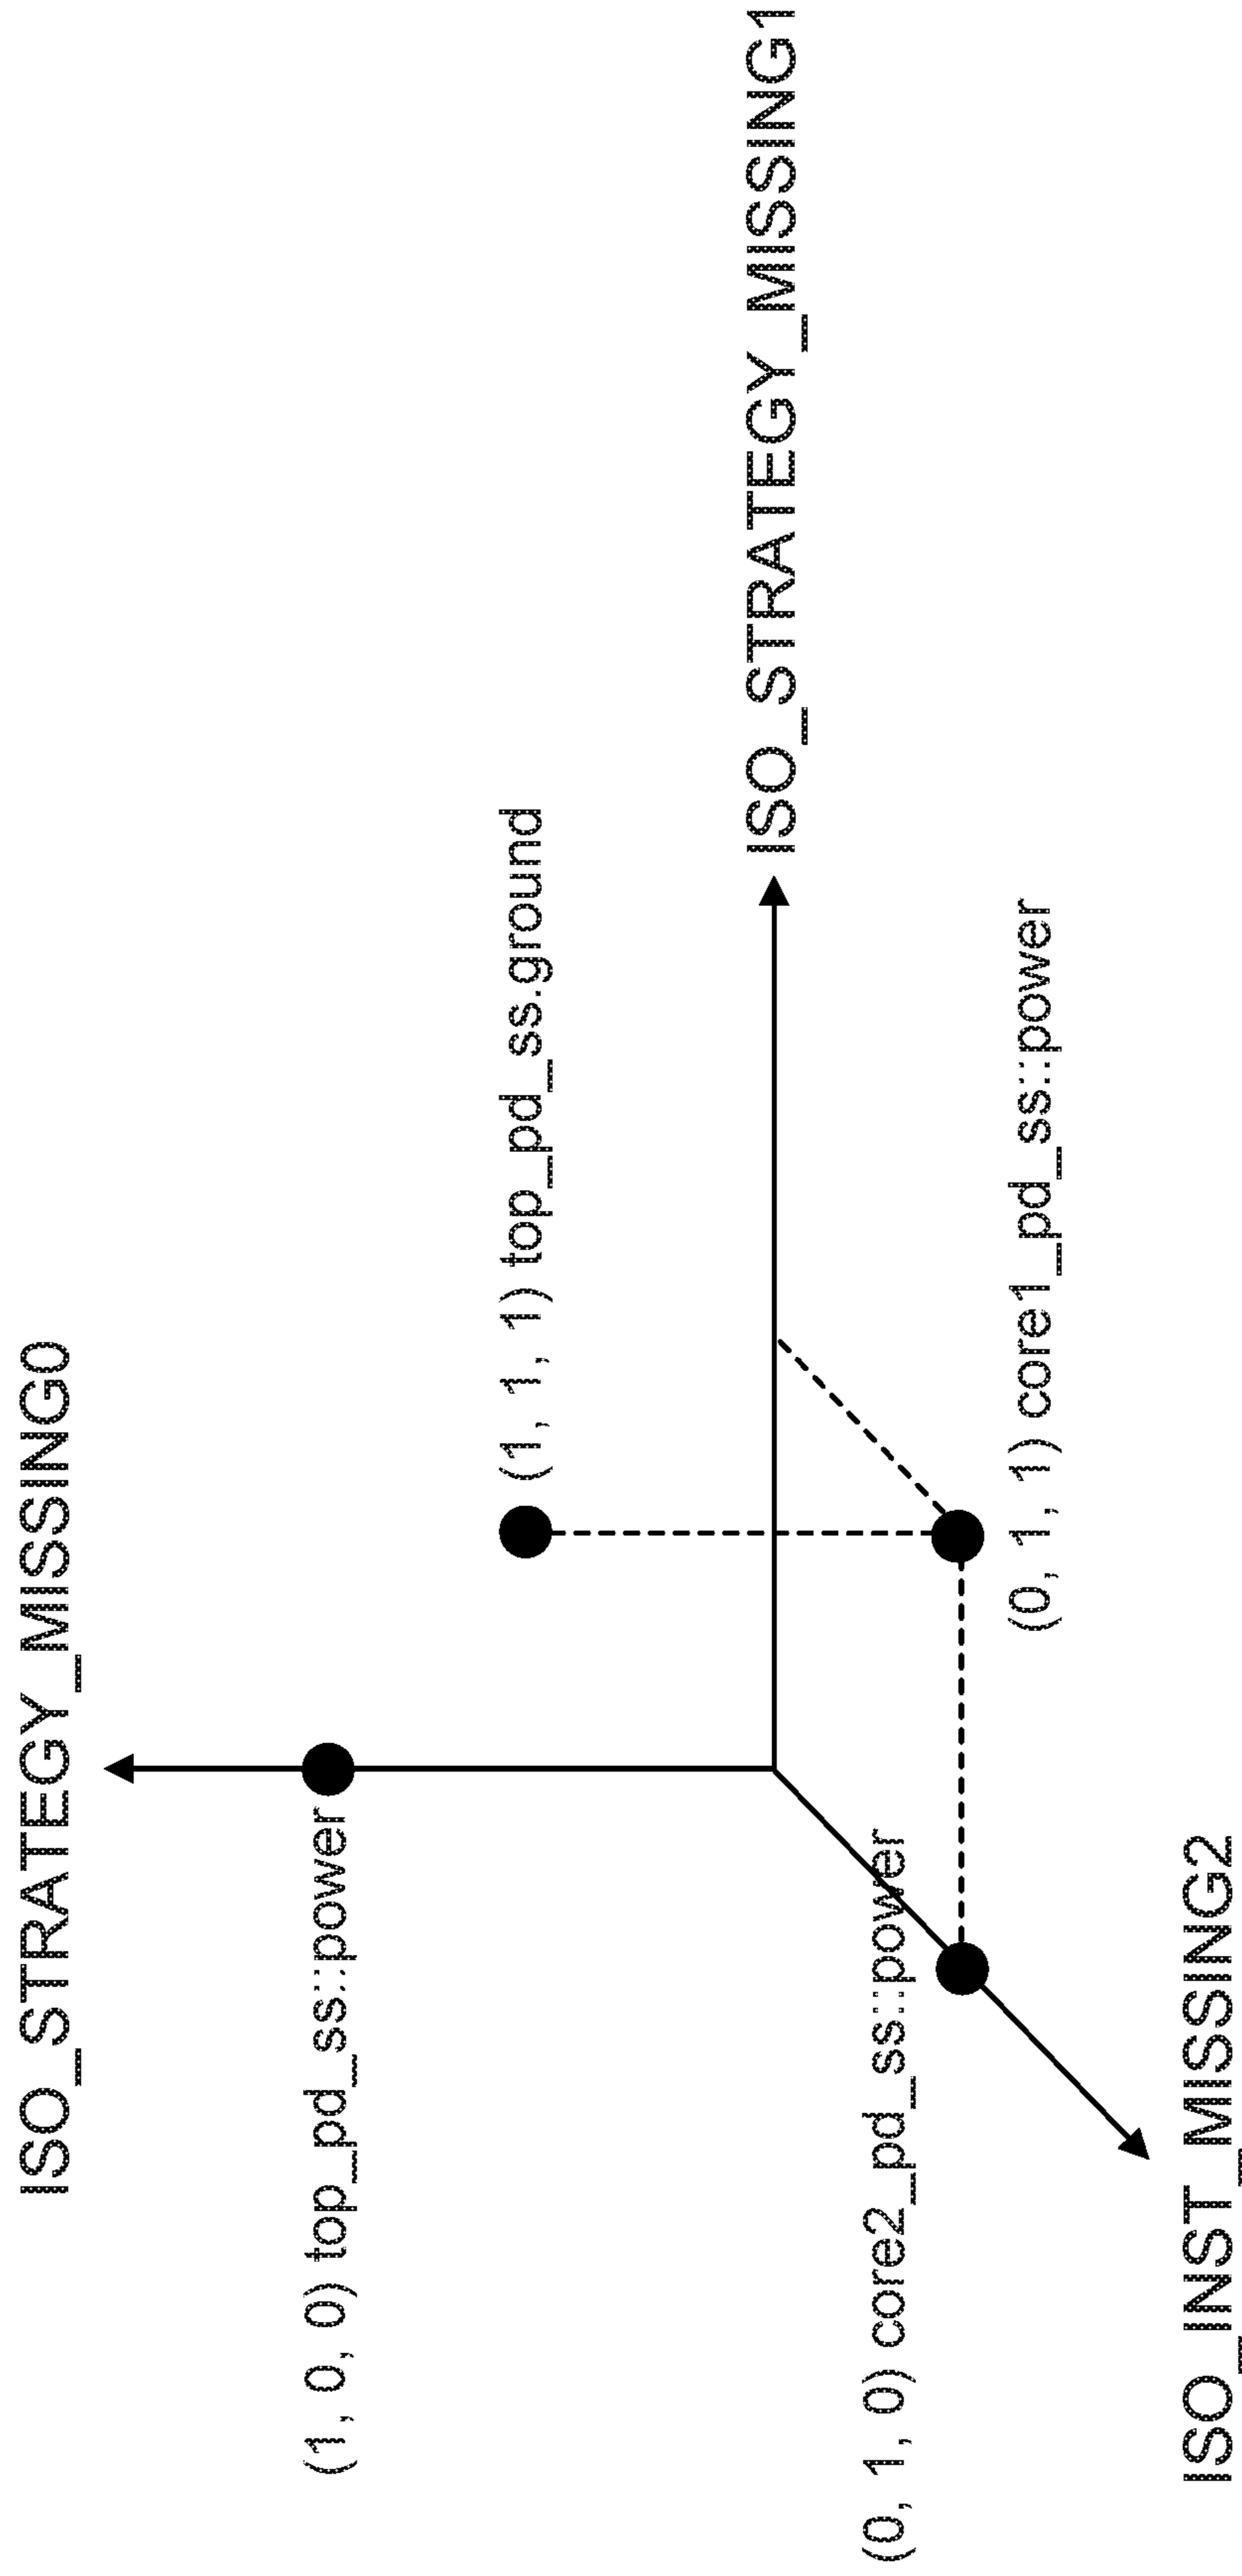 ISO_STRATEGY_MISSING0
(1, 0, 0) top_pd_ss::power
(1, 1, 1) top_pd_ss.ground
ISO_STRATEGY_MISSING1
(0, 1, 0) core2_pd_ss::power
(0, 1, 1) core1_pd_ss::power
ISO_INST_MISSING2